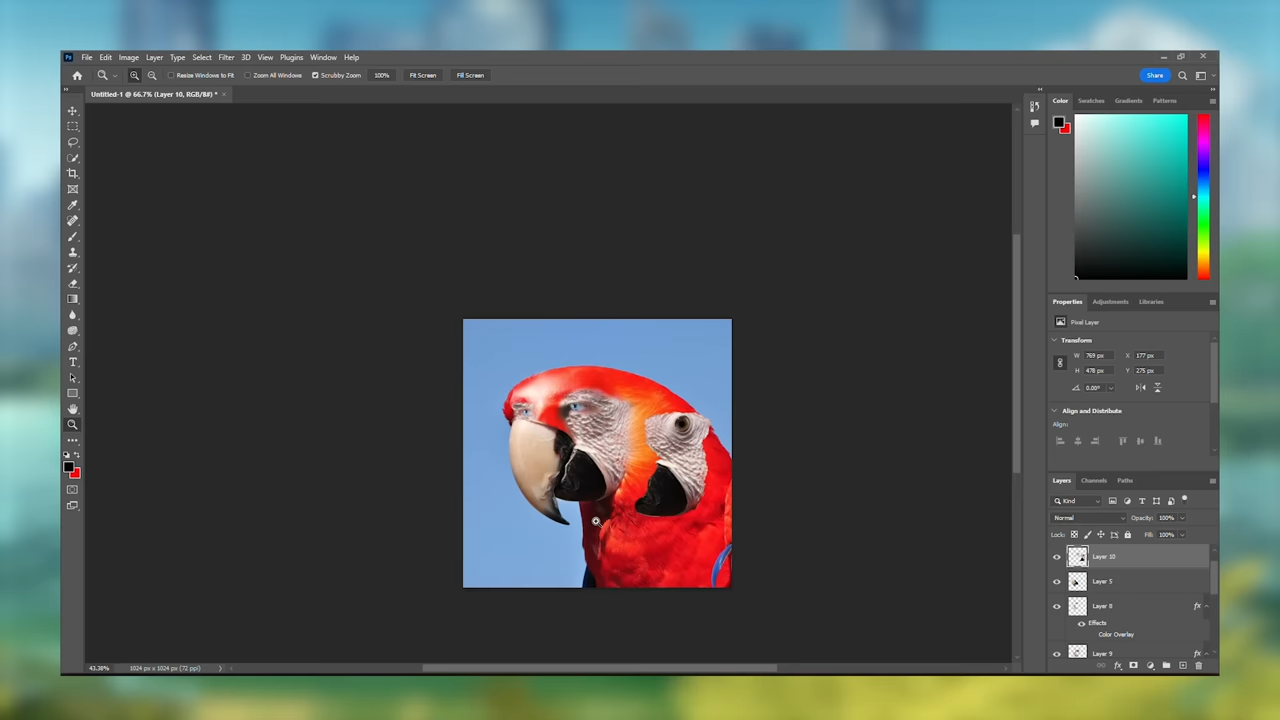 Ps File Edit Image Layer Type Select Filter 3D View Plugins Window Help
Resize Windows to Fit Zoom All Windows Scrubby Zoom 100% Fit Screen Fill Screen Share
Untitled-1 @ 66.7% (Layer 10, RGB/8#) * ×
Color Swatches Gradients Patterns
Properties Adjustments Libraries
Pixel Layer
Transform
W 769 px X 177 px
H 478 px Y 275 px
0.00°
Align and Distribute
Align:
Layers Channels Paths
Kind
Normal Opacity: 100%
Lock: Fill: 100%
Layer 10
Layer 5
Layer 8 fx
Effects
Color Overlay
Layer 9 fx
43.38% 1024 px x 1024 px (72 ppi)